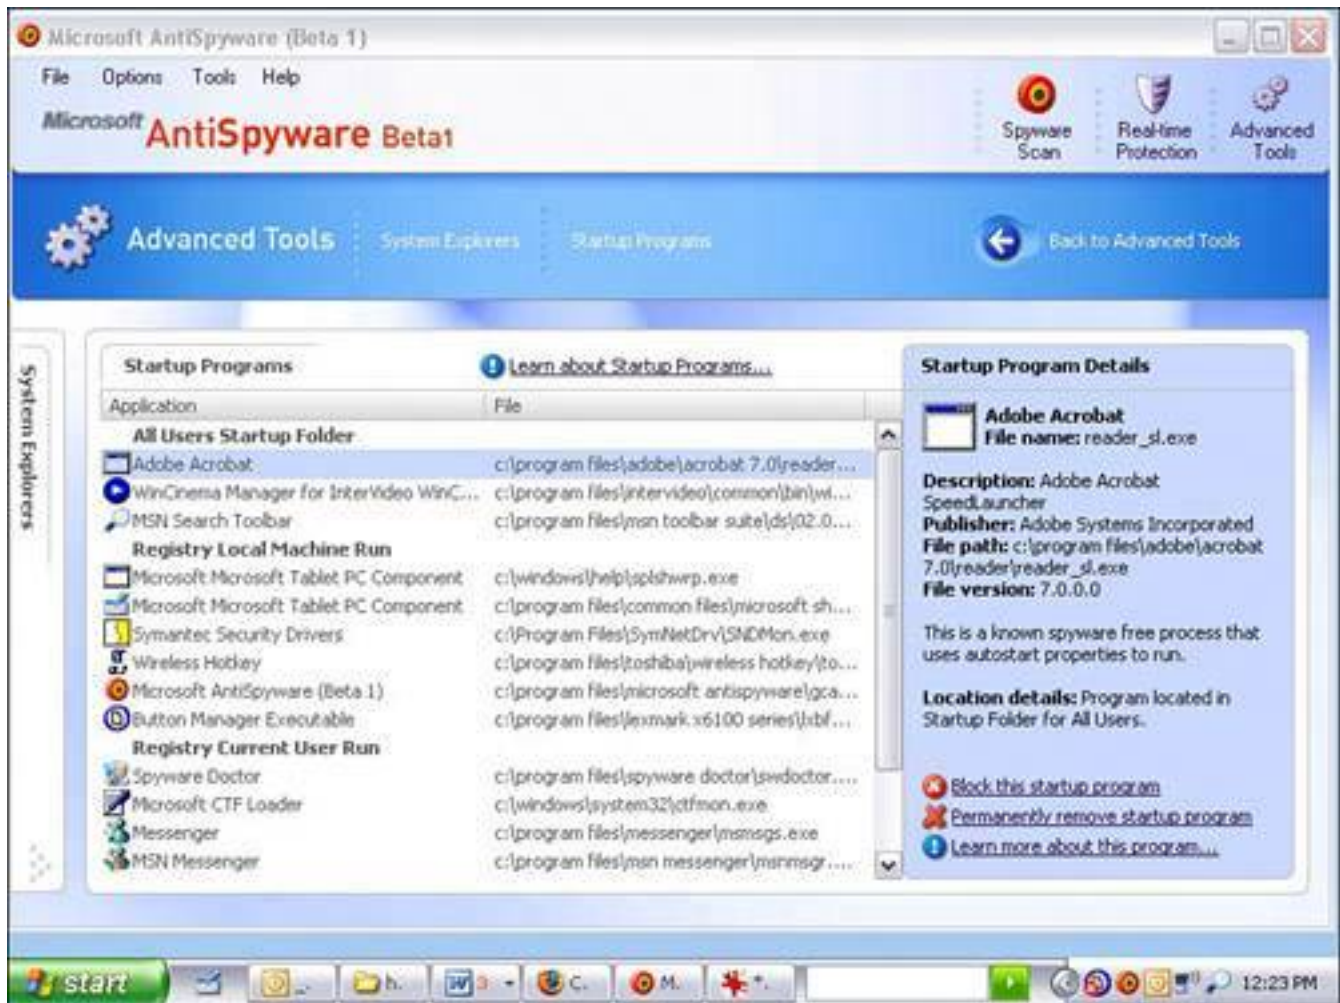 Microsoft AntiSpyware (Beta 1)
File Options Tools Help
Microsoft AntiSpyware Beta1
Spyware Scan
Real-time Protection
Advanced Tools
Advanced Tools
System Explorers
Startup Programs
Back to Advanced Tools
System Explorers
Startup Programs
Learn about Startup Programs...
Application File
All Users Startup Folder
Adobe Acrobat c:\program files\adobe\acrobat 7.0\reader...
WinCinema Manager for InterVideo WinC... c:\program files\intervideo\common\bin\wi...
MSN Search Toolbar c:\program files\msn toolbar suite\ds\02.0...
Registry Local Machine Run
Microsoft Microsoft Tablet PC Component c:\windows\help\splshwrp.exe
Microsoft Microsoft Tablet PC Component c:\program files\common files\microsoft sh...
Symantec Security Drivers c:\Program Files\SymNetDrv\SNDMon.exe
Wireless Hotkey c:\program files\toshiba\wireless hotkey\to...
Microsoft AntiSpyware (Beta 1) c:\program files\microsoft antispyware\gca...
Button Manager Executable c:\program files\lexmark x6100 series\lxbf...
Registry Current User Run
Spyware Doctor c:\program files\spyware doctor\swdoctor....
Microsoft CTF Loader c:\windows\system32\ctfmon.exe
Messenger c:\program files\messenger\msmsgs.exe
MSN Messenger c:\program files\msn messenger\msnmsgr....
Startup Program Details
Adobe Acrobat
File name: reader_sl.exe
Description: Adobe Acrobat
SpeedLauncher
Publisher: Adobe Systems Incorporated
File path: c:\program files\adobe\acrobat
7.0\reader\reader_sl.exe
File version: 7.0.0.0
This is a known spyware free process that
uses autostart properties to run.
Location details: Program located in
Startup Folder for All Users.
Block this startup program
Permanently remove startup program
Learn more about this program...
start
h.
3
C.
M.
12:23 PM